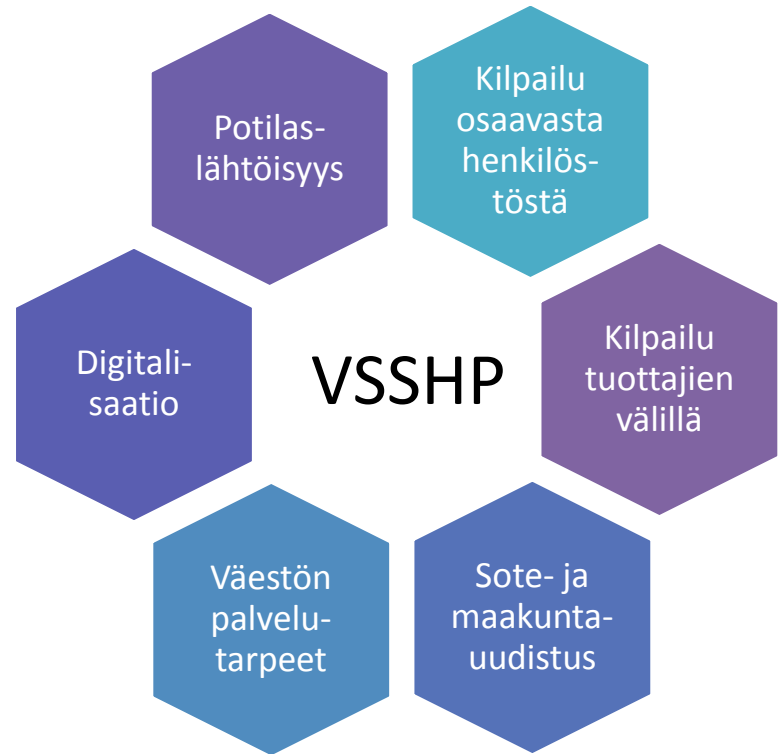 Potilas-
lähtöisyys
Kilpailu
osaavasta
henkilös-
töstä
Digitali-
saatio
VSSHP
Kilpailu
tuottajien
välillä
Väestön
palvelu-
tarpeet
Sote- ja
maakunta-
uudistus